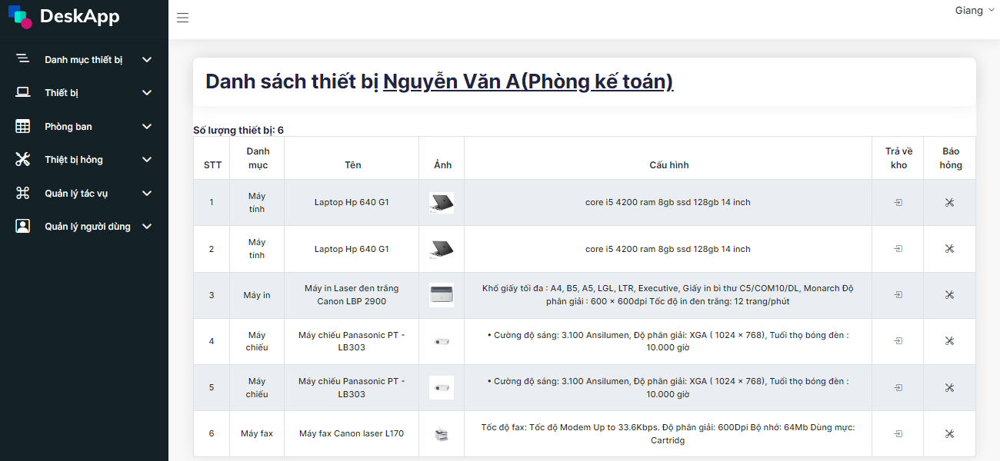 DeskApp
Giang
Danh mục thiết bị
Thiết bị
Phòng ban
Thiệt bị hỏng
Quản lý tác vụ
Quản lý người dùng
Danh sách thiết bị Nguyễn Văn A(Phòng kế toán)
Số lượng thiết bị: 6
STT Danh mục Tên Ảnh Cấu hình Trả về kho Báo hỏng
1 Máy tính Laptop Hp 640 G1 core i5 4200 ram 8gb ssd 128gb 14 inch
2 Máy tính Laptop Hp 640 G1 core i5 4200 ram 8gb ssd 128gb 14 inch
3 Máy in Máy in Laser đen trắng Canon LBP 2900 Khổ giấy tối đa : A4, B5, A5, LGL, LTR, Executive, Giấy in bì thư C5/COM10/DL, Monarch Độ phân giải : 600 × 600dpi Tốc độ in đen trắng: 12 trang/phút
4 Máy chiếu Máy chiếu Panasonic PT - LB303 • Cường độ sáng: 3.100 Ansilumen, Độ phân giải: XGA ( 1024 × 768), Tuổi thọ bóng đèn : 10.000 giờ
5 Máy chiếu Máy chiếu Panasonic PT - LB303 • Cường độ sáng: 3.100 Ansilumen, Độ phân giải: XGA ( 1024 × 768), Tuổi thọ bóng đèn : 10.000 giờ
6 Máy fax Máy fax Canon laser L170 Tốc độ fax: Tốc độ Modem Up to 33.6Kbps. Độ phân giải: 600Dpi Bộ nhớ: 64Mb Dùng mực: Cartridg